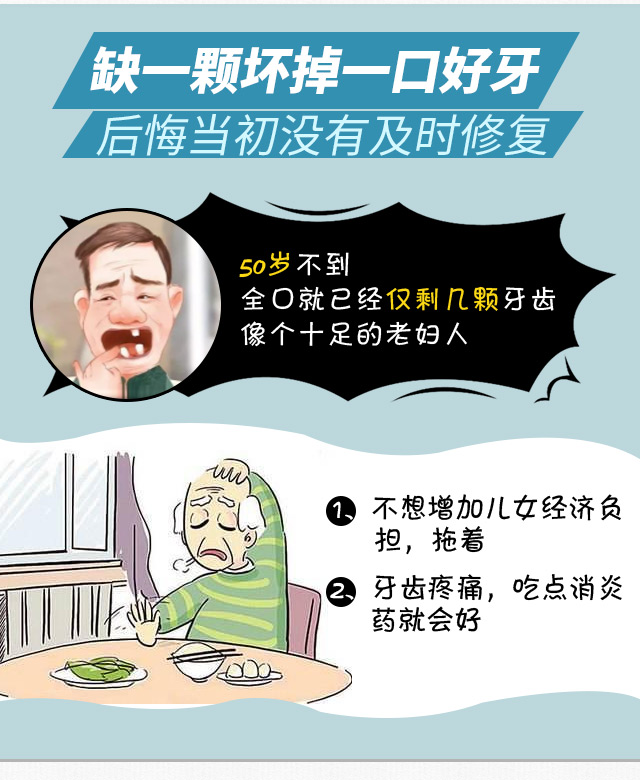 缺一颗坏掉一口好牙
后悔当初没有及时修复
50岁不到
全口就已经仅剩几颗牙齿
像个十足的老妇人
1、不想增加儿女经济负
担，拖着
2、牙齿疼痛，吃点消炎
药就会好